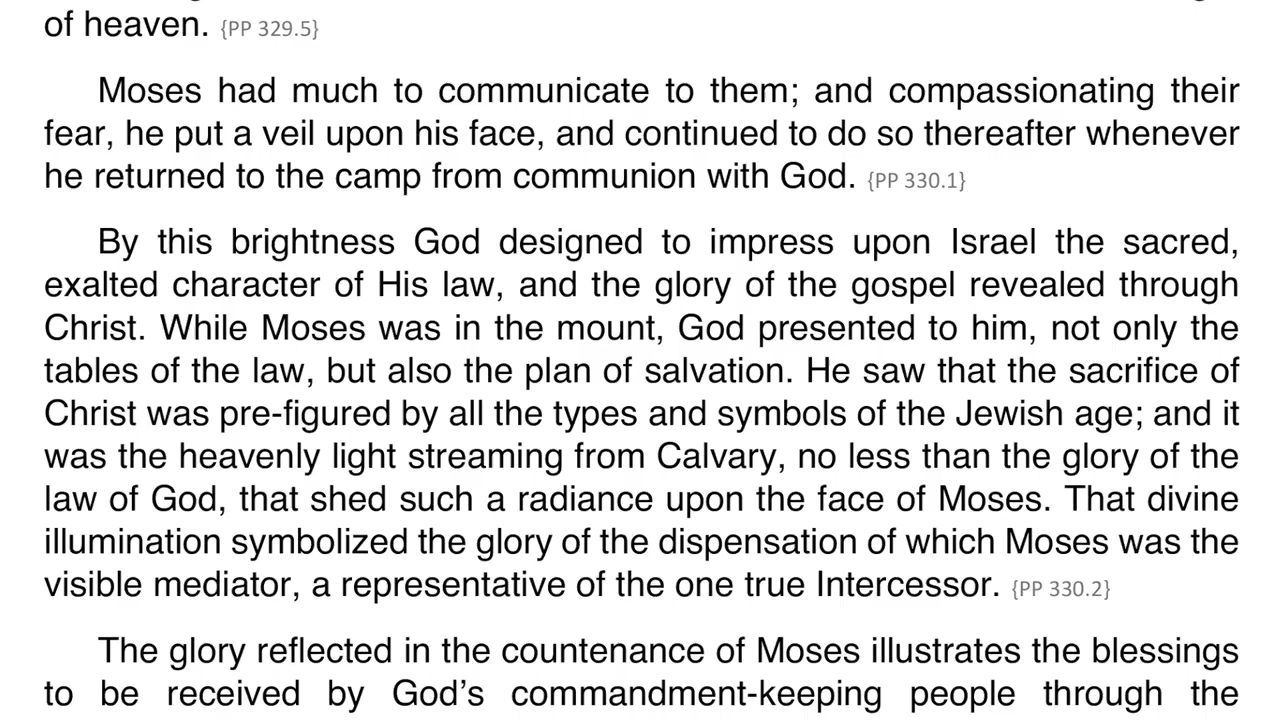 of heaven. {PP 329.5}
Moses had much to communicate to them; and compassionating their
fear, he put a veil upon his face, and continued to do so thereafter whenever
he returned to the camp from communion with God. {PP 330.1}
By this brightness God designed to impress upon Israel the sacred,
exalted character of His law, and the glory of the gospel revealed through
Christ. While Moses was in the mount, God presented to him, not only the
tables of the law, but also the plan of salvation. He saw that the sacrifice of
Christ was pre-figured by all the types and symbols of the Jewish age; and it
was the heavenly light streaming from Calvary, no less than the glory of the
law of God, that shed such a radiance upon the face of Moses. That divine
illumination symbolized the glory of the dispensation of which Moses was the
visible mediator, a representative of the one true Intercessor. {PP 330.2}
The glory reflected in the countenance of Moses illustrates the blessings
to be received by God’s commandment-keeping people through the